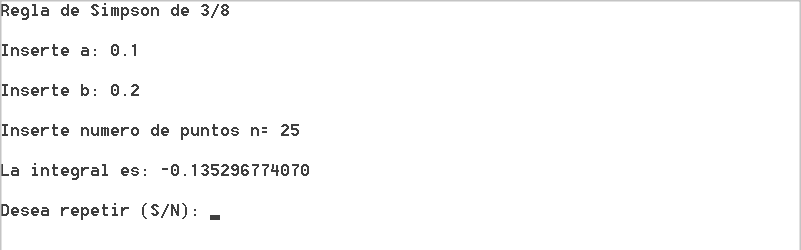 Regla de Simpson de 3/8
Inserte a: 0.1
Inserte b: 0.2
Inserte numero de puntos n= 25
La integral es: -0.135296774070
Desea repetir (S/N): _